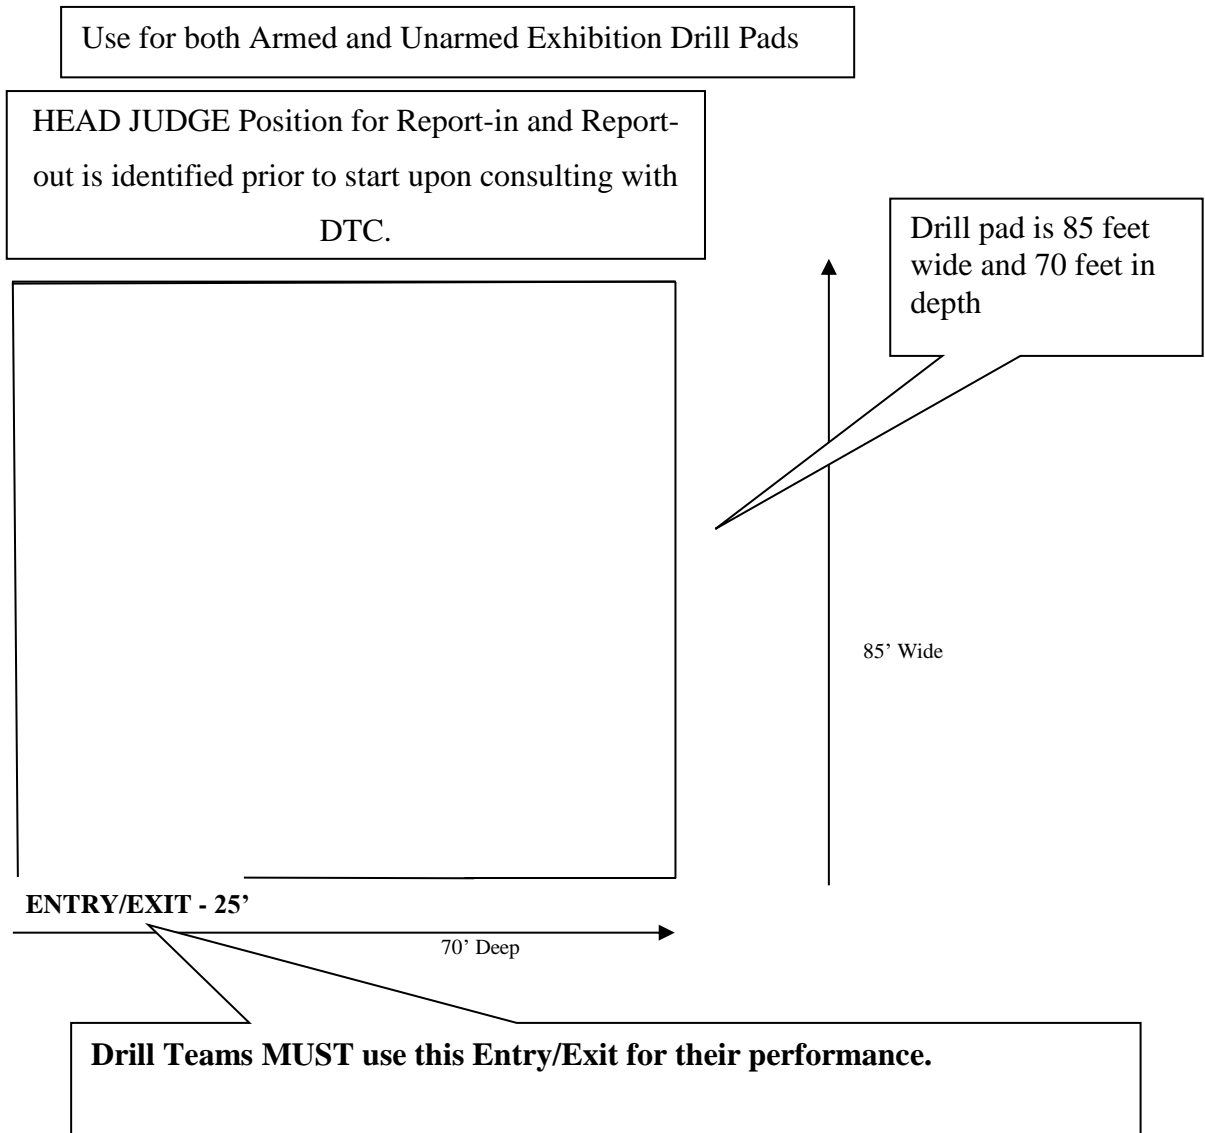 Use for both Armed and Unarmed Exhibition Drill Pads
HEAD JUDGE Position for Report-in and Report-
out is identified prior to start upon consulting with
DTC.
Drill pad is 85 feet
wide and 70 feet in
depth
85’ Wide
ENTRY/EXIT - 25’
70’ Deep
Drill Teams MUST use this Entry/Exit for their performance.